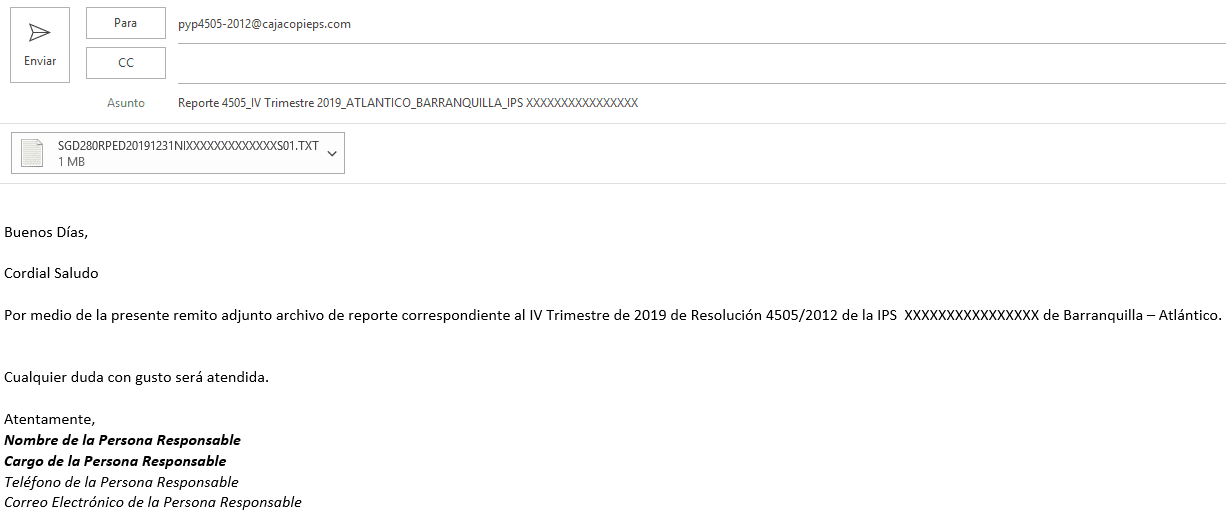 Enviar
Para
pyp4505-2012@cajacopieps.com
CC
Asunto
Reporte 4505_IV Trimestre 2019_ATLANTICO_BARRANQUILLA_IPS XXXXXXXXXXXXXXXX
SGD280RPED20191231NIXXXXXXXXXXXXXS01.TXT
1 MB
Buenos Días,
Cordial Saludo
Por medio de la presente remito adjunto archivo de reporte correspondiente al IV Trimestre de 2019 de Resolución 4505/2012 de la IPS  XXXXXXXXXXXXXXXX de Barranquilla – Atlántico.
Cualquier duda con gusto será atendida.
Atentamente,
Nombre de la Persona Responsable
Cargo de la Persona Responsable
Teléfono de la Persona Responsable
Correo Electrónico de la Persona Responsable